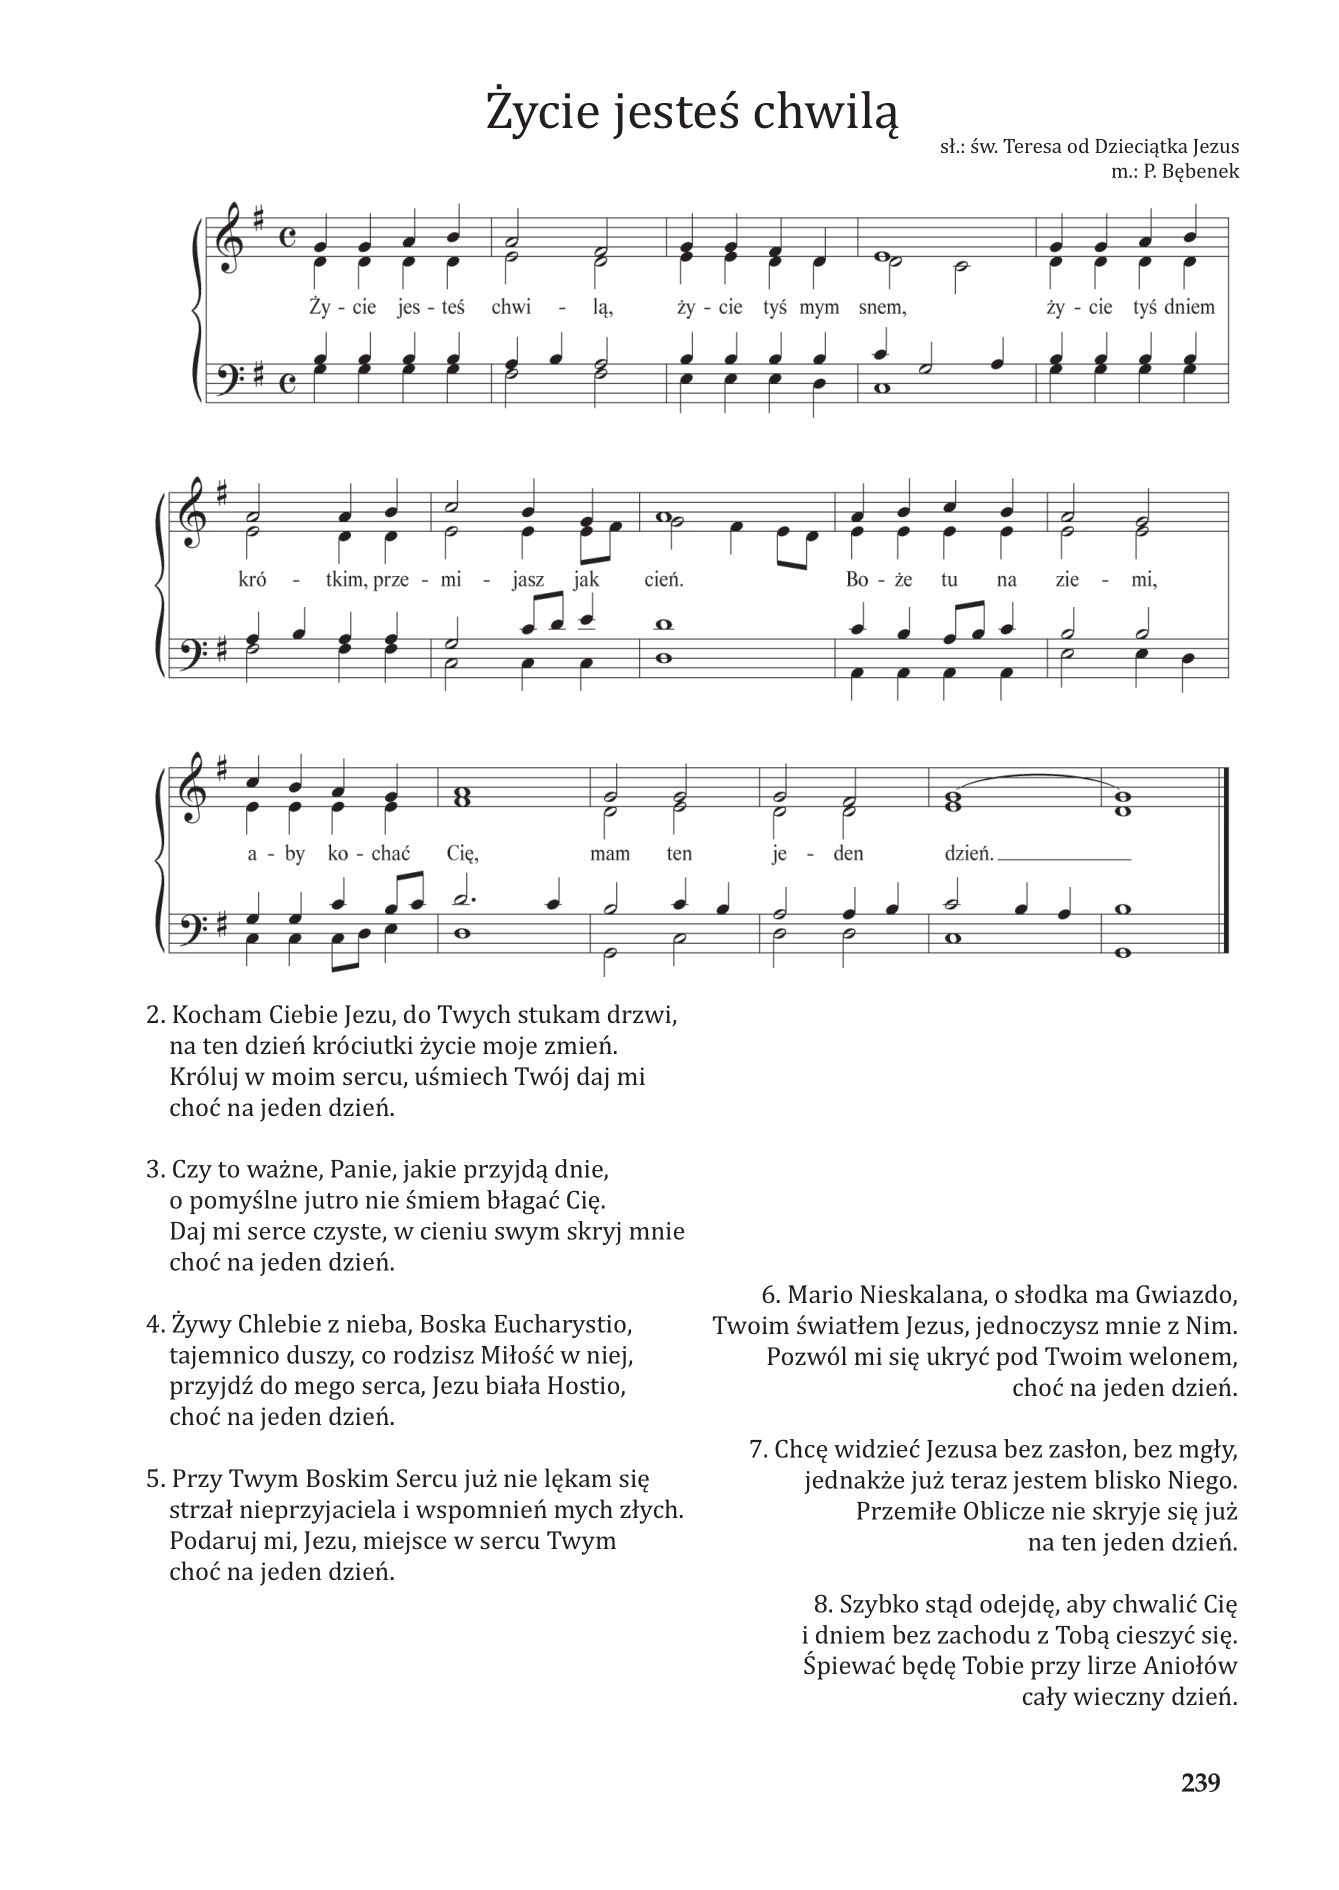 Życie jesteś chwilą
sł.: św. Teresa od Dzieciątka Jezus
m.: P. Bębenek
Ży - cie jes - teś chwi - lą, ży - cie tyś mym snem, ży - cie tyś dniem
kró - tkim, prze - mi - jasz jak cień. Bo - że tu na zie - mi,
a - by ko - chać Cię, mam ten je - den dzień.
2. Kocham Ciebie Jezu, do Twych stukam drzwi,
na ten dzień króciutki życie moje zmień.
Króluj w moim sercu, uśmiech Twój daj mi
choć na jeden dzień.
3. Czy to ważne, Panie, jakie przyjdą dnie,
o pomyślne jutro nie śmiem błagać Cię.
Daj mi serce czyste, w cieniu swym skryj mnie
choć na jeden dzień.
4. Żywy Chlebie z nieba, Boska Eucharystio,
tajemnico duszy, co rodzisz Miłość w niej,
przyjdź do mego serca, Jezu biała Hostio,
choć na jeden dzień.
5. Przy Twym Boskim Sercu już nie lękam się
strzał nieprzyjaciela i wspomnień mych złych.
Podaruj mi, Jezu, miejsce w sercu Twym
choć na jeden dzień.
6. Mario Nieskalana, o słodka ma Gwiazdo,
Twoim światłem Jezus, jednoczysz mnie z Nim.
Pozwól mi się ukryć pod Twoim welonem,
choć na jeden dzień.
7. Chcę widzieć Jezusa bez zasłon, bez mgły,
jednakże już teraz jestem blisko Niego.
Przemiłe Oblicze nie skryje się już
na ten jeden dzień.
8. Szybko stąd odejdę, aby chwalić Cię
i dniem bez zachodu z Tobą cieszyć się.
Śpiewać będę Tobie przy lirze Aniołów
cały wieczny dzień.
239